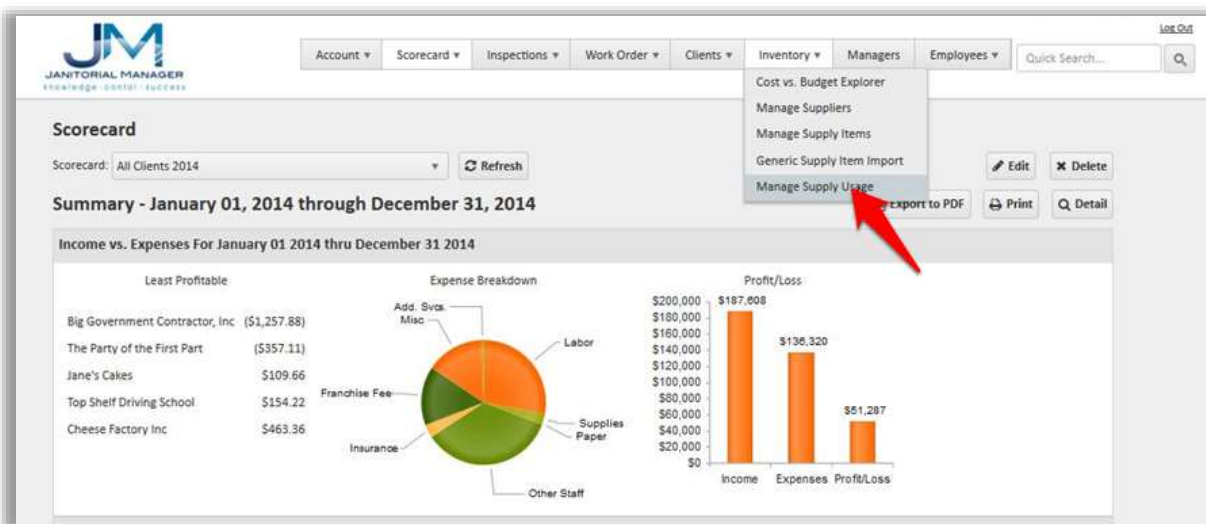 Log Out
JM
JANITORIAL MANAGER
knowledge·contol·success
Account Scorecard Inspections Work Order Clients Inventory Managers Employees Quick Search...
Cost vs. Budget Explorer
Manage Suppliers
Manage Supply Items
Generic Supply Item Import
Manage Supply Usage
Scorecard
Scorecard: All Clients 2014 Refresh Edit Delete
Summary - January 01, 2014 through December 31, 2014
Export to PDF Print Detail
Income vs. Expenses For January 01 2014 thru December 31 2014
Least Profitable
Big Government Contractor, Inc ($1,257.88)
The Party of the First Part ($357.11)
Jane's Cakes $109.66
Top Shelf Driving School $154.22
Cheese Factory Inc $463.36
Expense Breakdown
Add. Svcs.
Misc
Labor
Franchise Fee
Supplies
Paper
Insurance
Other Staff
Profit/Loss
$200,000
$180,000
$160,000
$140,000
$120,000
$100,000
$80,000
$60,000
$40,000
$20,000
$0
$187,608
$136,320
$51,287
Income Expenses Profit/Loss